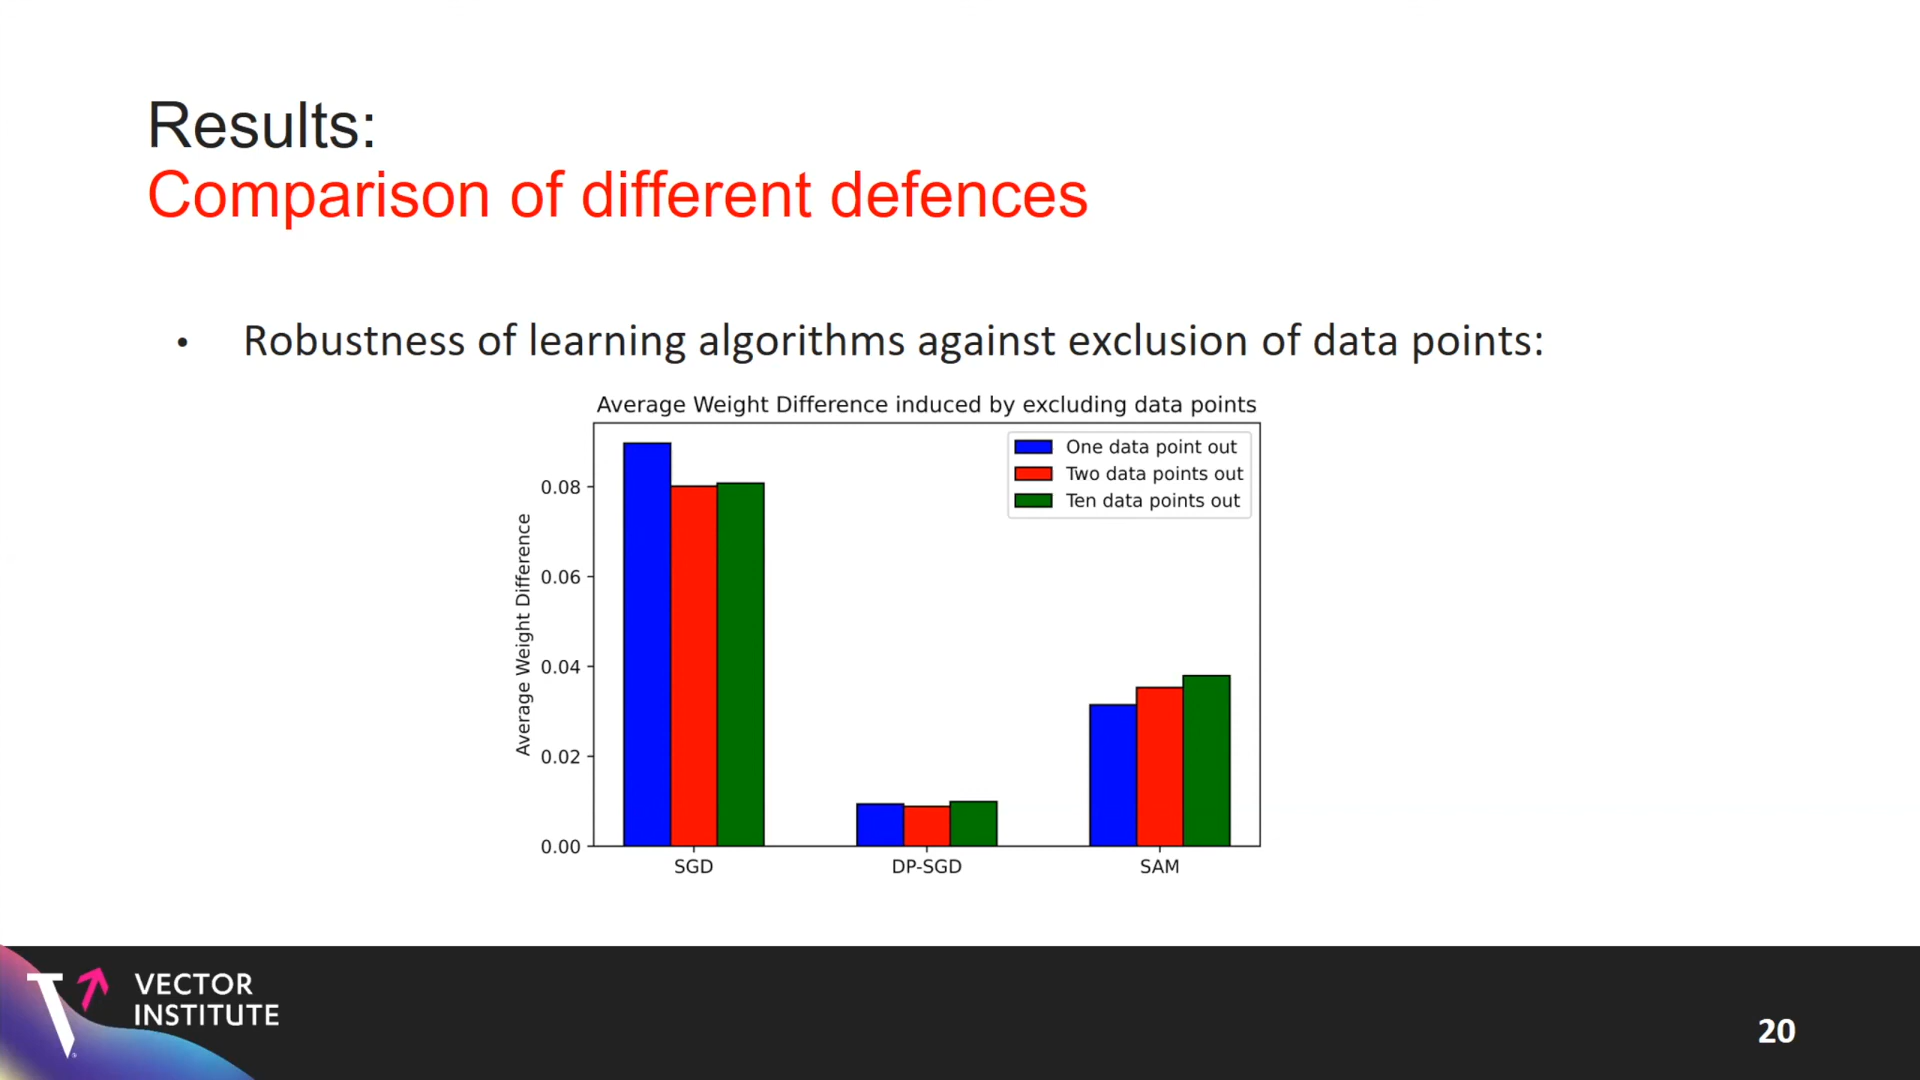 Results:
Comparison of different defences
• Robustness of learning algorithms against exclusion of data points:
Average Weight Difference induced by excluding data points
One data point out
Two data points out
Ten data points out
Average Weight Difference
0.08
0.06
0.04
0.02
0.00
SGD
DP-SGD
SAM
VECTOR
INSTITUTE
20